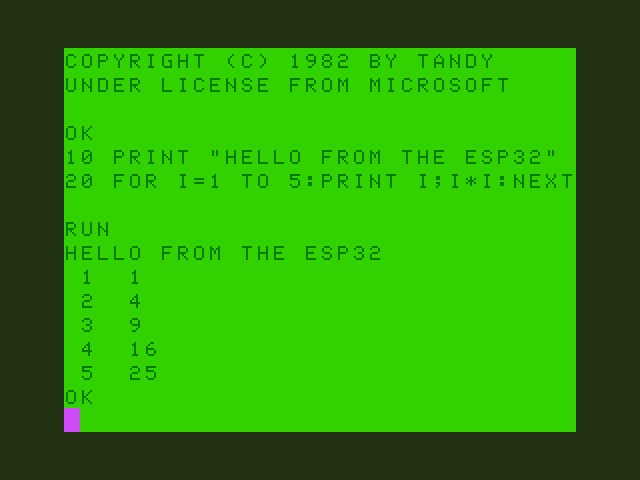 COPYRIGHT (C) 1982 BY TANDY
UNDER LICENSE FROM MICROSOFT

OK
10 PRINT "HELLO FROM THE ESP32"
20 FOR I=1 TO 5:PRINT I;I*I:NEXT

RUN
HELLO FROM THE ESP32
 1  1
 2  4
 3  9
 4  16
 5  25
OK